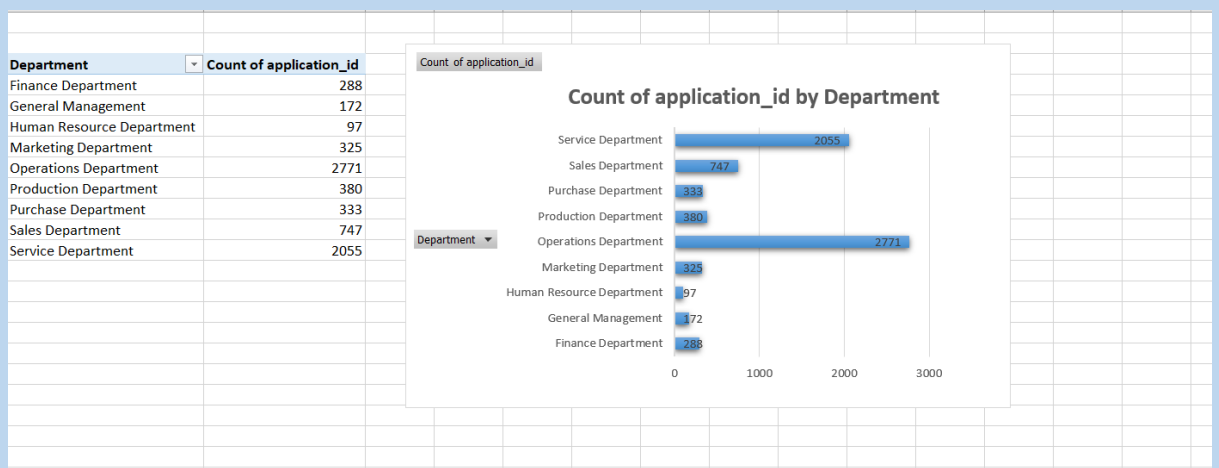 Department Count of application_id
Finance Department 288
General Management 172
Human Resource Department 97
Marketing Department 325
Operations Department 2771
Production Department 380
Purchase Department 333
Sales Department 747
Service Department 2055
Count of application_id
Count of application_id by Department
Service Department 2055
Sales Department 747
Purchase Department 333
Production Department 380
Department
Operations Department 2771
Marketing Department 325
Human Resource Department 97
General Management 172
Finance Department 288
0 1000 2000 3000